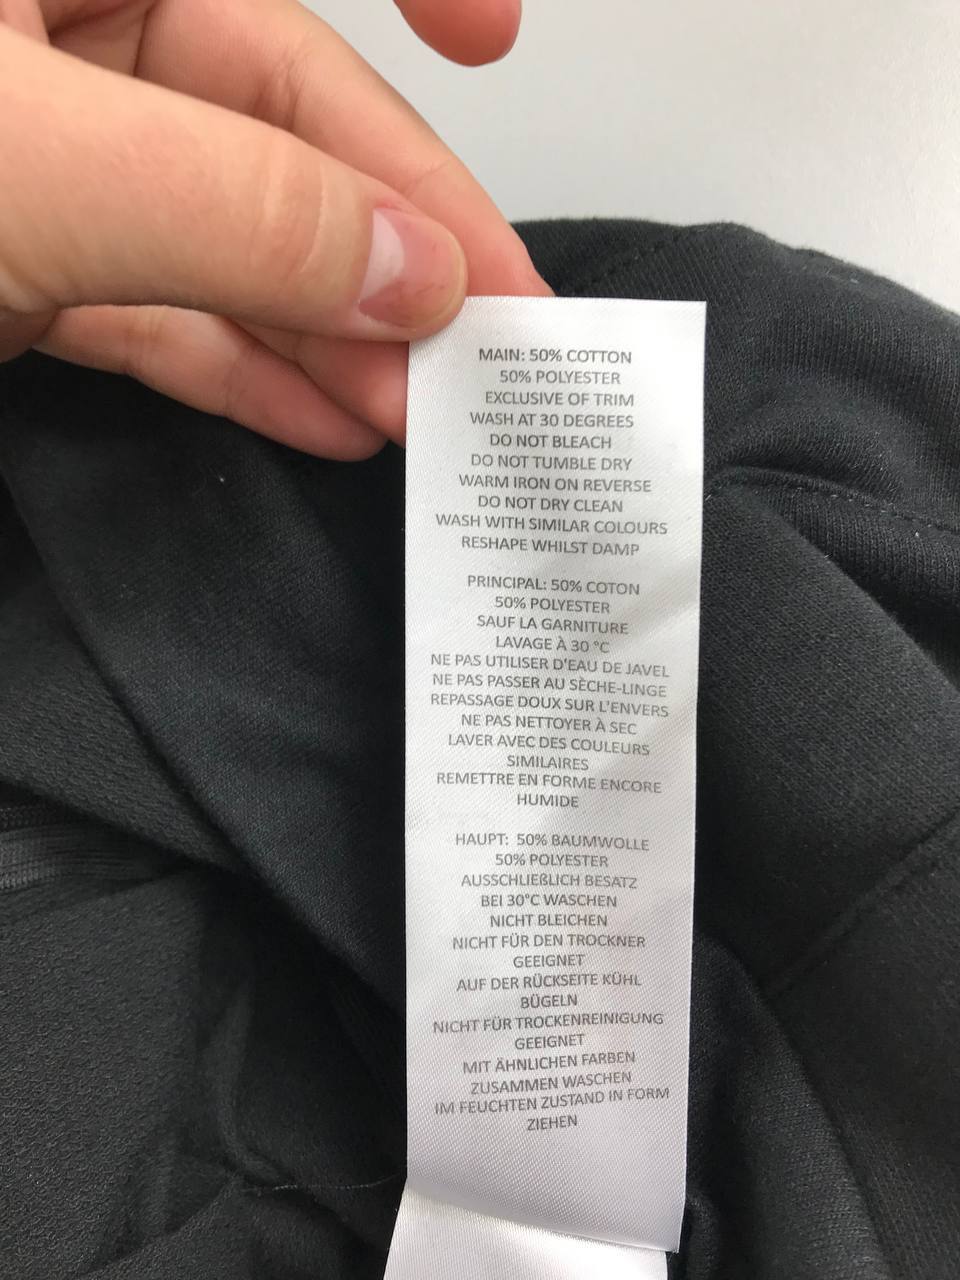 MAIN: 50% COTTON
50% POLYESTER
EXCLUSIVE OF TRIM
WASH AT 30 DEGREES
DO NOT BLEACH
DO NOT TUMBLE DRY
WARM IRON ON REVERSE
DO NOT DRY CLEAN
WASH WITH SIMILAR COLOURS
RESHAPE WHILST DAMP
PRINCIPAL: 50% COTON
50% POLYESTER
SAUF LA GARNITURE
LAVAGE À 30 °C
NE PAS UTILISER D'EAU DE JAVEL
NE PAS PASSER AU SÈCHE-LINGE
REPASSAGE DOUX SUR L'ENVERS
NE PAS NETTOYER À SEC
LAVER AVEC DES COULEURS
SIMILAIRES
REMETTRE EN FORME ENCORE
HUMIDE
HAUPT: 50% BAUMWOLLE
50% POLYESTER
AUSSCHLIEßLICH BESATZ
BEI 30°C WASCHEN
NICHT BLEICHEN
NICHT FÜR DEN TROCKNER
GEEIGNET
AUF DER RÜCKSEITE KÜHL
BÜGELN
NICHT FÜR TROCKENREINIGUNG
GEEIGNET
MIT ÄHNLICHEN FARBEN
ZUSAMMEN WASCHEN
IM FEUCHTEN ZUSTAND IN FORM
ZIEHEN